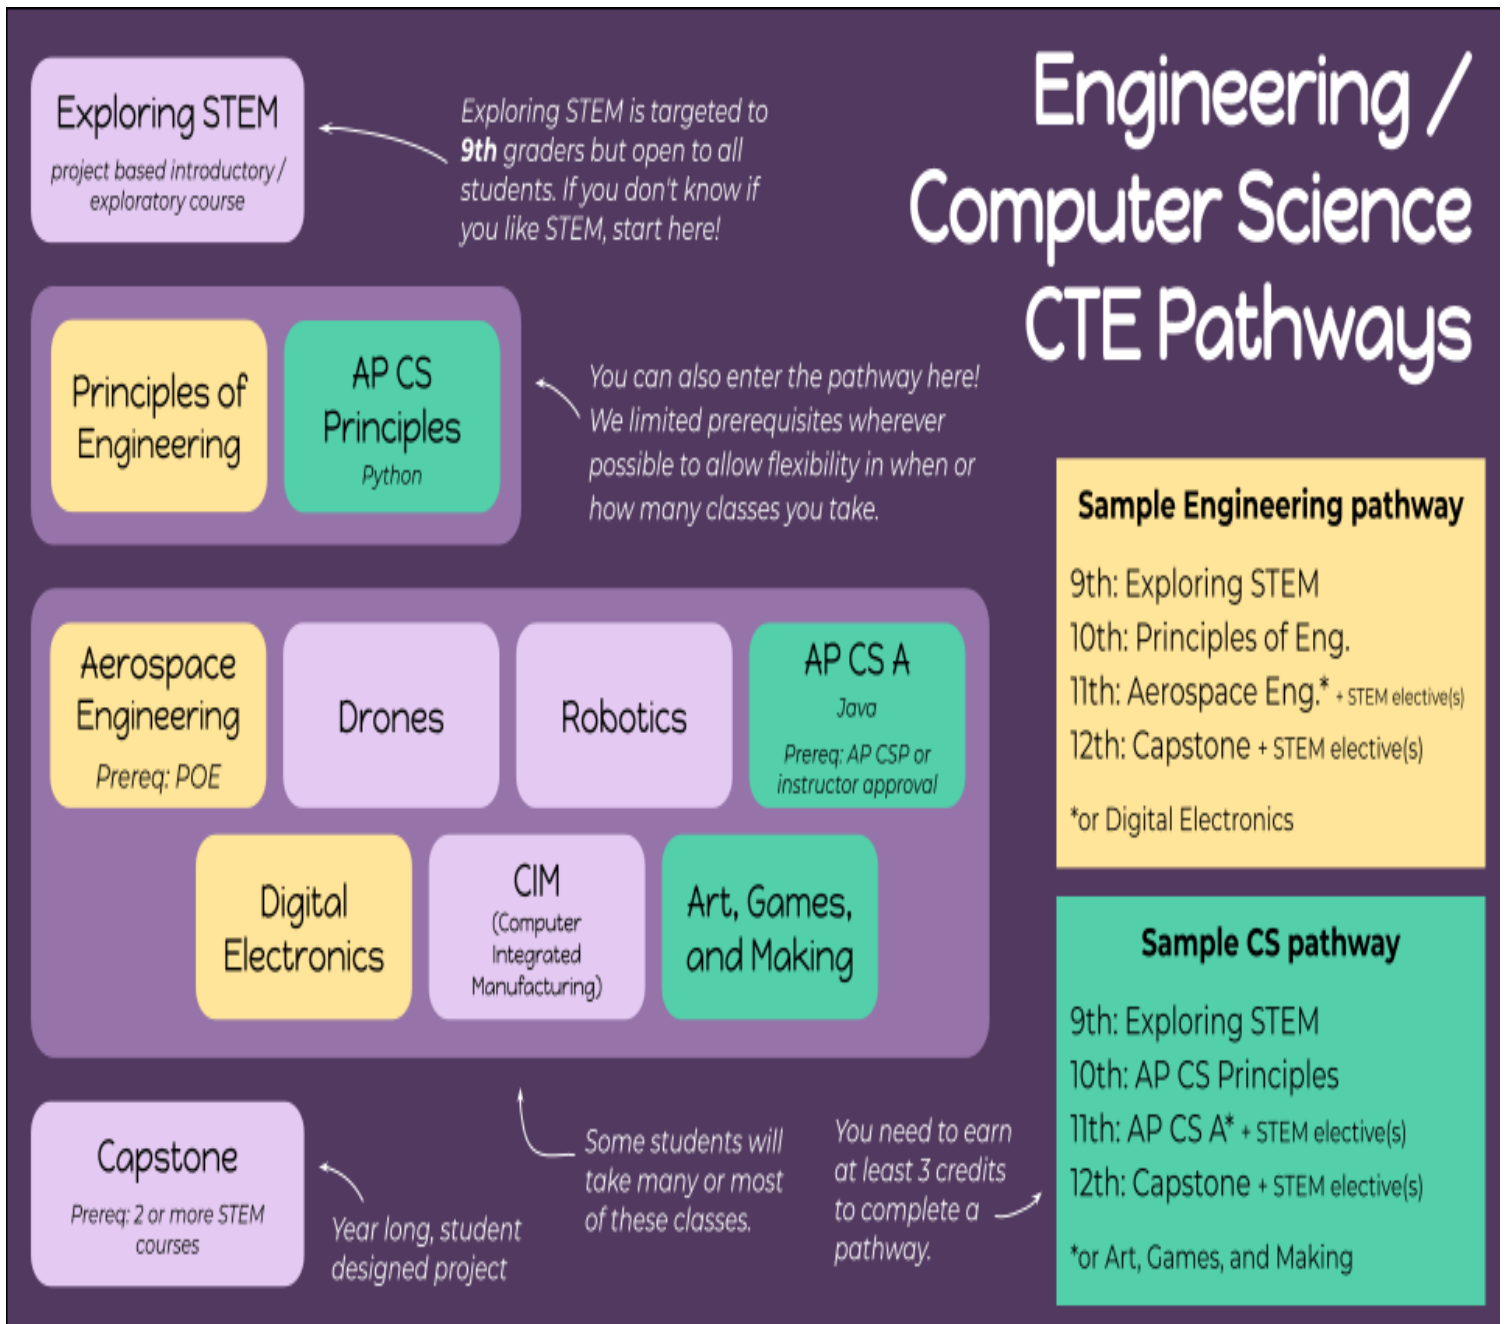 Engineering /
Computer Science
CTE Pathways
Exploring STEM
project based introductory /
exploratory course
Exploring STEM is targeted to
9th graders but open to all
students. If you don't know if
you like STEM, start here!
Principles of
Engineering
AP CS
Principles
Python
You can also enter the pathway here!
We limited prerequisites wherever
possible to allow flexibility in when or
how many classes you take.
Aerospace
Engineering
Prereq: POE
Drones
Robotics
AP CS A
Java
Prereq: AP CSP or
instructor approval
Digital
Electronics
CIM
(Computer
Integrated
Manufacturing)
Art, Games,
and Making
Capstone
Prereq: 2 or more STEM
courses
Year long, student
designed project
Some students will
take many or most
of these classes.
You need to earn
at least 3 credits
to complete a
pathway.
Sample Engineering pathway
9th: Exploring STEM
10th: Principles of Eng.
11th: Aerospace Eng.* + STEM elective(s)
12th: Capstone + STEM elective(s)
*or Digital Electronics
Sample CS pathway
9th: Exploring STEM
10th: AP CS Principles
11th: AP CS A* + STEM elective(s)
12th: Capstone + STEM elective(s)
*or Art, Games, and Making